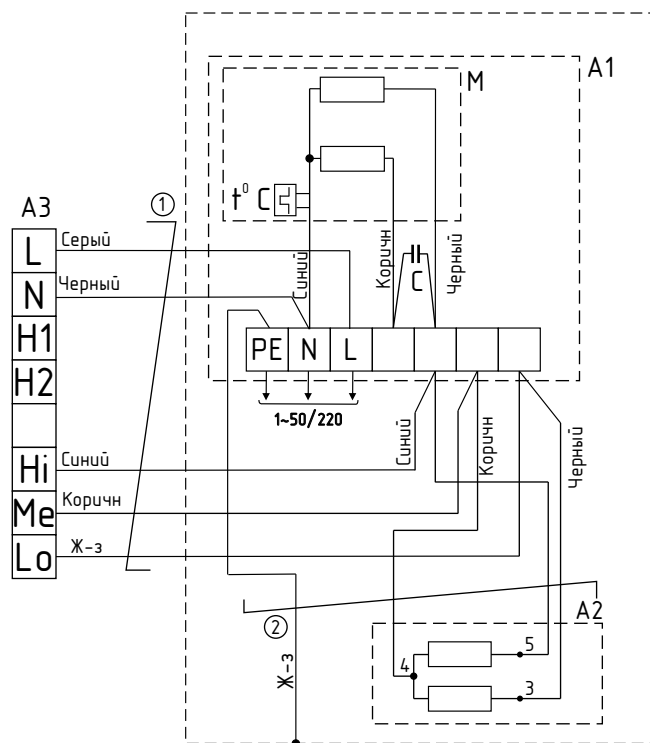 A1
M
t° C
A3
1
L
Серый
N
Черный
H1
H2
Синий
Коричн
C
Черный
PE
N
L
1~50/220
Синий
Коричн
Черный
Hi
Синий
Me
Коричн
Lo
Ж-з
2
A2
Ж-з
4
5
3